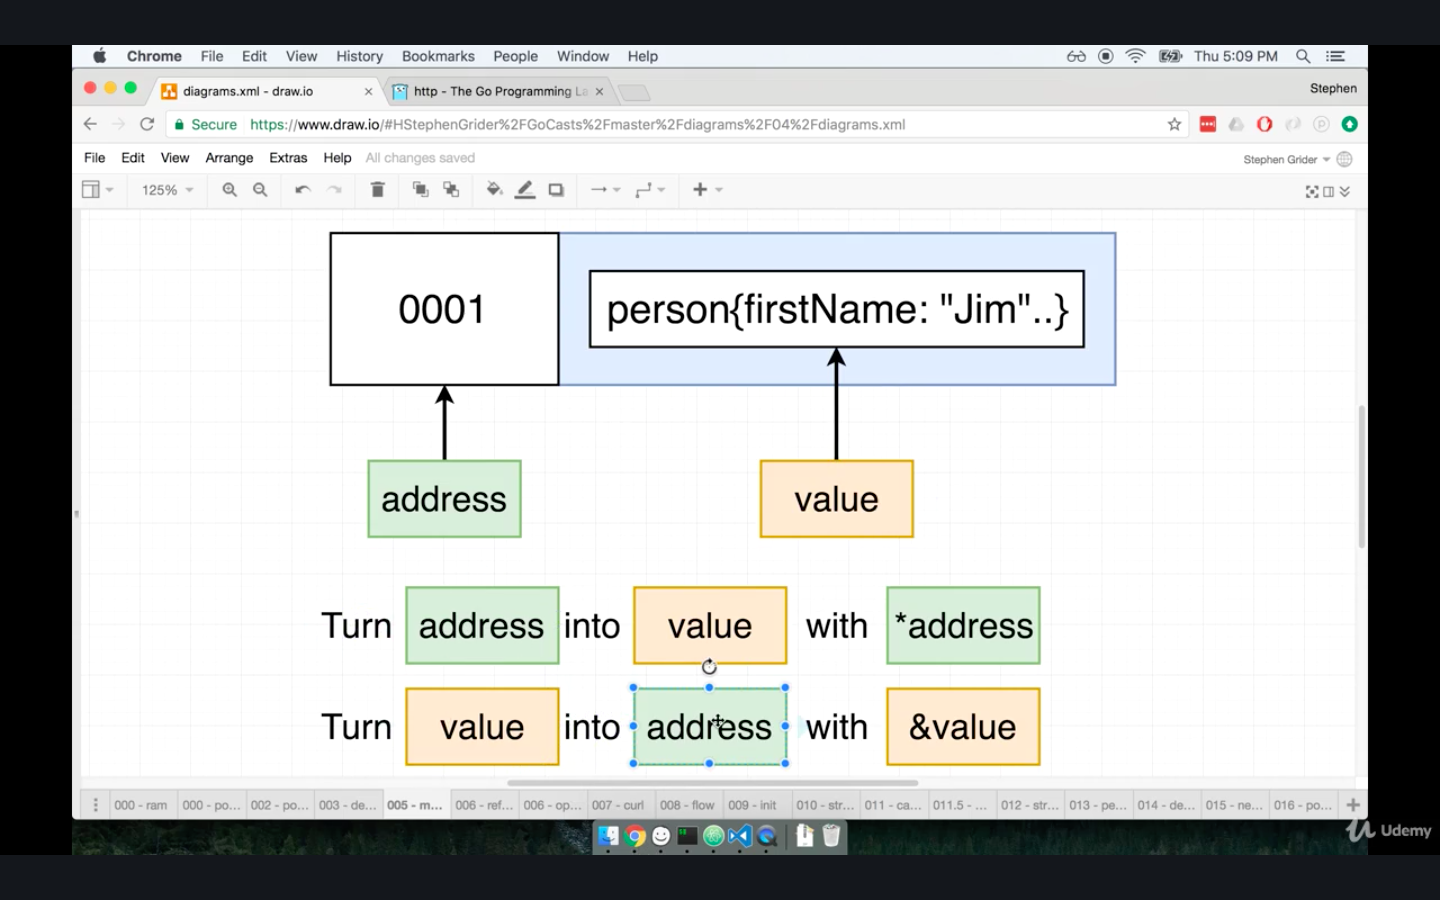 Chrome File Edit View History Bookmarks People Window Help Thu 5:09 PM
diagrams.xml - draw.io http - The Go Programming La Stephen
Secure https://www.draw.io/#HStephenGrider%2FGoCasts%2Fmaster%2Fdiagrams%2F04%2Fdiagrams.xml
File Edit View Arrange Extras Help All changes saved Stephen Grider
125%
0001 person{firstName: "Jim"..}
address value
Turn address into value with *address
Turn value into address with &value
000 - ram 000 - po... 002 - po... 003 - de... 005 - m... 006 - ref... 006 - op... 007 - curl 008 - flow 009 - init 010 - str... 011 - ca... 011.5 - ... 012 - str... 013 - pe... 014 - de... 015 - ne... 016 - po...
Udemy